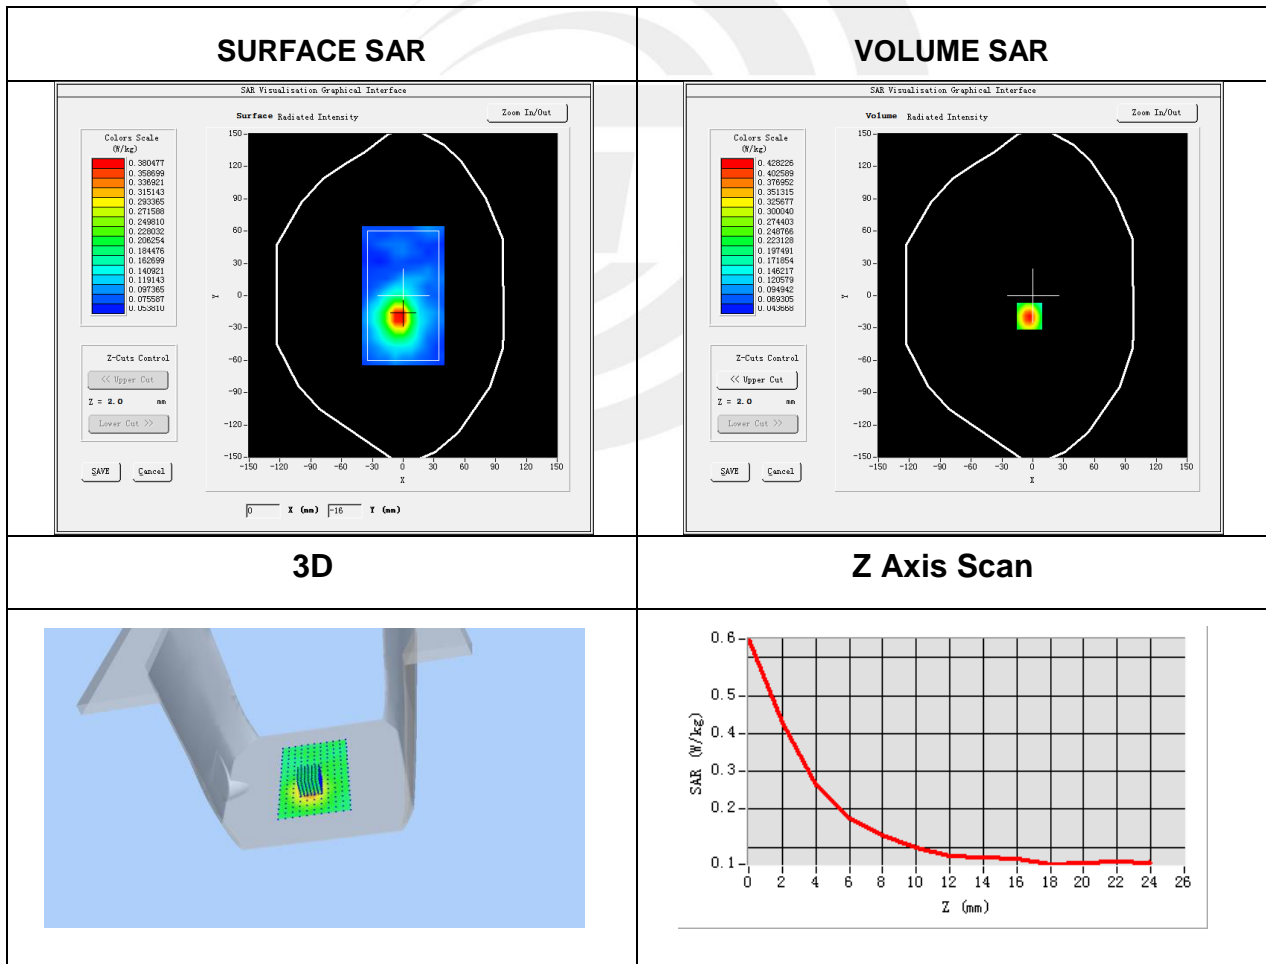 SURFACE SAR
VOLUME SAR
SAR Visualisation Graphical Interface
Surface Radiated Intensity
Zoom In/Out
Colors Scale
(W/kg)
0.380477
0.358699
0.336921
0.315143
0.293365
0.271588
0.249810
0.228032
0.206254
0.184476
0.162699
0.140921
0.119143
0.097365
0.075587
0.053810
Z-Cuts Control
<< Upper Cut
Z = 2.0 mm
Lower Cut >>
SAVE Cancel
150
120
90
60
30
0
-30
-60
-90
-120
-150
Y
-150 -120 -90 -60 -30 0 30 60 90 120 150
X
0 X (mm) -16 Y (mm)
SAR Visualisation Graphical Interface
Volume Radiated Intensity
Zoom In/Out
Colors Scale
(W/kg)
0.428226
0.402589
0.376952
0.351315
0.325677
0.300040
0.274403
0.248766
0.223128
0.197491
0.171854
0.146217
0.120579
0.094942
0.069305
0.043668
Z-Cuts Control
<< Upper Cut
Z = 2.0 mm
Lower Cut >>
SAVE Cancel
150
120
90
60
30
0
-30
-60
-90
-120
-150
Y
-150 -120 -90 -60 -30 0 30 60 90 120 150
X
3D
Z Axis Scan
0.6
0.5
0.4
0.3
0.2
0.1
SAR (W/kg)
0 2 4 6 8 10 12 14 16 18 20 22 24 26
Z (mm)